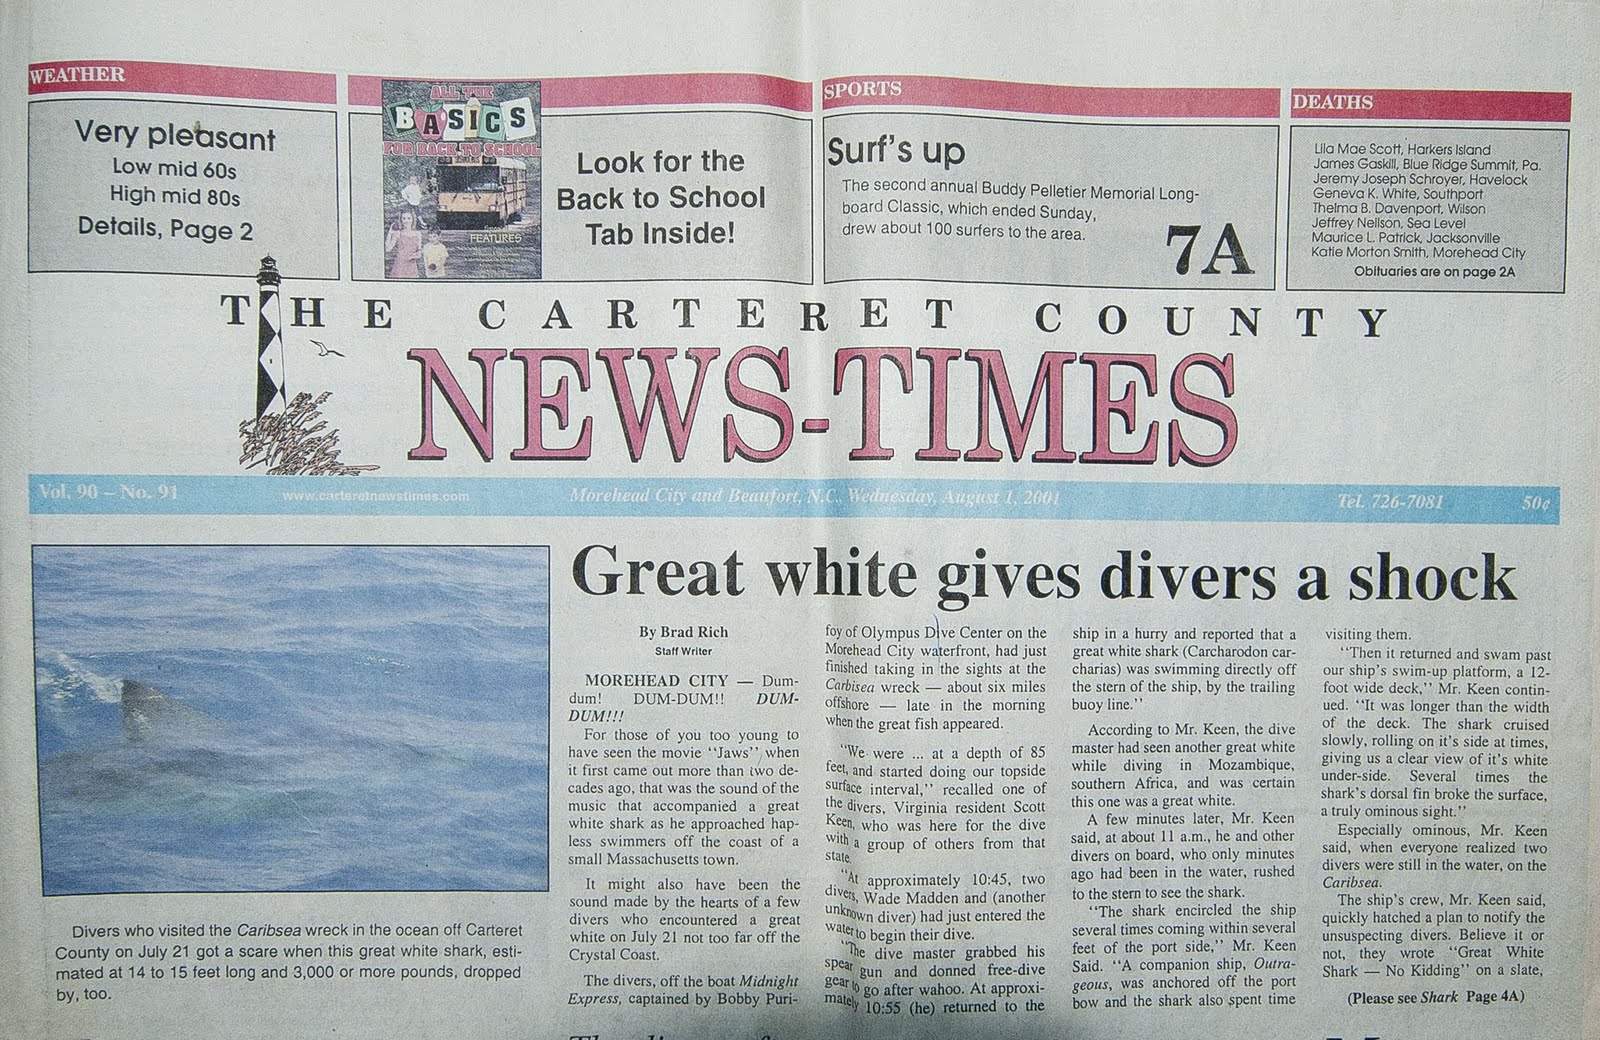 WEATHER
Very pleasant
Low mid 60s
High mid 80s
Details, Page 2
ALL THE
BASICS
FOR BACK TO SCHOOL
FEATURES
Look for the
Back to School
Tab Inside!
SPORTS
Surf's up
The second annual Buddy Pelletier Memorial Long-
board Classic, which ended Sunday,
drew about 100 surfers to the area.
7A
DEATHS
Lila Mae Scott, Harkers Island
James Gaskill, Blue Ridge Summit, Pa.
Jeremy Joseph Schroyer, Havelock
Geneva K. White, Southport
Thelma B. Davenport, Wilson
Jeffrey Neilson, Sea Level
Maurice L. Patrick, Jacksonville
Katie Morton Smith, Morehead City
Obituaries are on page 2A
THE CARTERET COUNTY
NEWS-TIMES
Vol. 90 – No. 91 www.carteretnewstimes.com Morehead City and Beaufort, N.C. Wednesday, August 1, 2001 Tel. 726-7081 50¢
Divers who visited the Caribsea wreck in the ocean off Carteret
County on July 21 got a scare when this great white shark, esti-
mated at 14 to 15 feet long and 3,000 or more pounds, dropped
by, too.
Great white gives divers a shock
By Brad Rich
Staff Writer
MOREHEAD CITY — Dum-
dum! DUM-DUM!! DUM-
DUM!!!
For those of you too young to
have seen the movie "Jaws" when
it first came out more than two de-
cades ago, that was the sound of the
music that accompanied a great
white shark as he approached hap-
less swimmers off the coast of a
small Massachusetts town.
It might also have been the
sound made by the hearts of a few
divers who encountered a great
white on July 21 not too far off the
Crystal Coast.
The divers, off the boat Midnight
Express, captained by Bobby Puri-
foy of Olympus Dive Center on the
Morehead City waterfront, had just
finished taking in the sights at the
Carbisea wreck — about six miles
offshore — late in the morning
when the great fish appeared.
"We were ... at a depth of 85
feet, and started doing our topside
surface interval," recalled one of
the divers, Virginia resident Scott
Keen, who was here for the dive
with a group of others from that
state.
"At approximately 10:45, two
divers, Wade Madden and (another
unknown diver) had just entered the
water to begin their dive.
"The dive master grabbed his
spear gun and donned free-dive
gear to go after wahoo. At approxi-
mately 10:55 (he) returned to the
ship in a hurry and reported that a
great white shark (Carcharodon car-
charias) was swimming directly off
the stern of the ship, by the trailing
buoy line."
According to Mr. Keen, the dive
master had seen another great white
while diving in Mozambique,
southern Africa, and was certain
this one was a great white.
A few minutes later, Mr. Keen
said, at about 11 a.m., he and other
divers on board, who only minutes
ago had been in the water, rushed
to the stern to see the shark.
"The shark encircled the ship
several times coming within several
feet of the port side," Mr. Keen
Said. "A companion ship, Outra-
geous, was anchored off the port
bow and the shark also spent time
visiting them.
"Then it returned and swam past
our ship's swim-up platform, a 12-
foot wide deck," Mr. Keen contin-
ued. "It was longer than the width
of the deck. The shark cruised
slowly, rolling on it's side at times,
giving us a clear view of it's white
under-side. Several times the
shark's dorsal fin broke the surface,
a truly ominous sight."
Especially ominous, Mr. Keen
said, when everyone realized two
divers were still in the water, on the
Caribsea.
The ship's crew, Mr. Keen said,
quickly hatched a plan to notify the
unsuspecting divers. Believe it or
not, they wrote "Great White
Shark — No Kidding" on a slate,
(Please see Shark Page 4A)